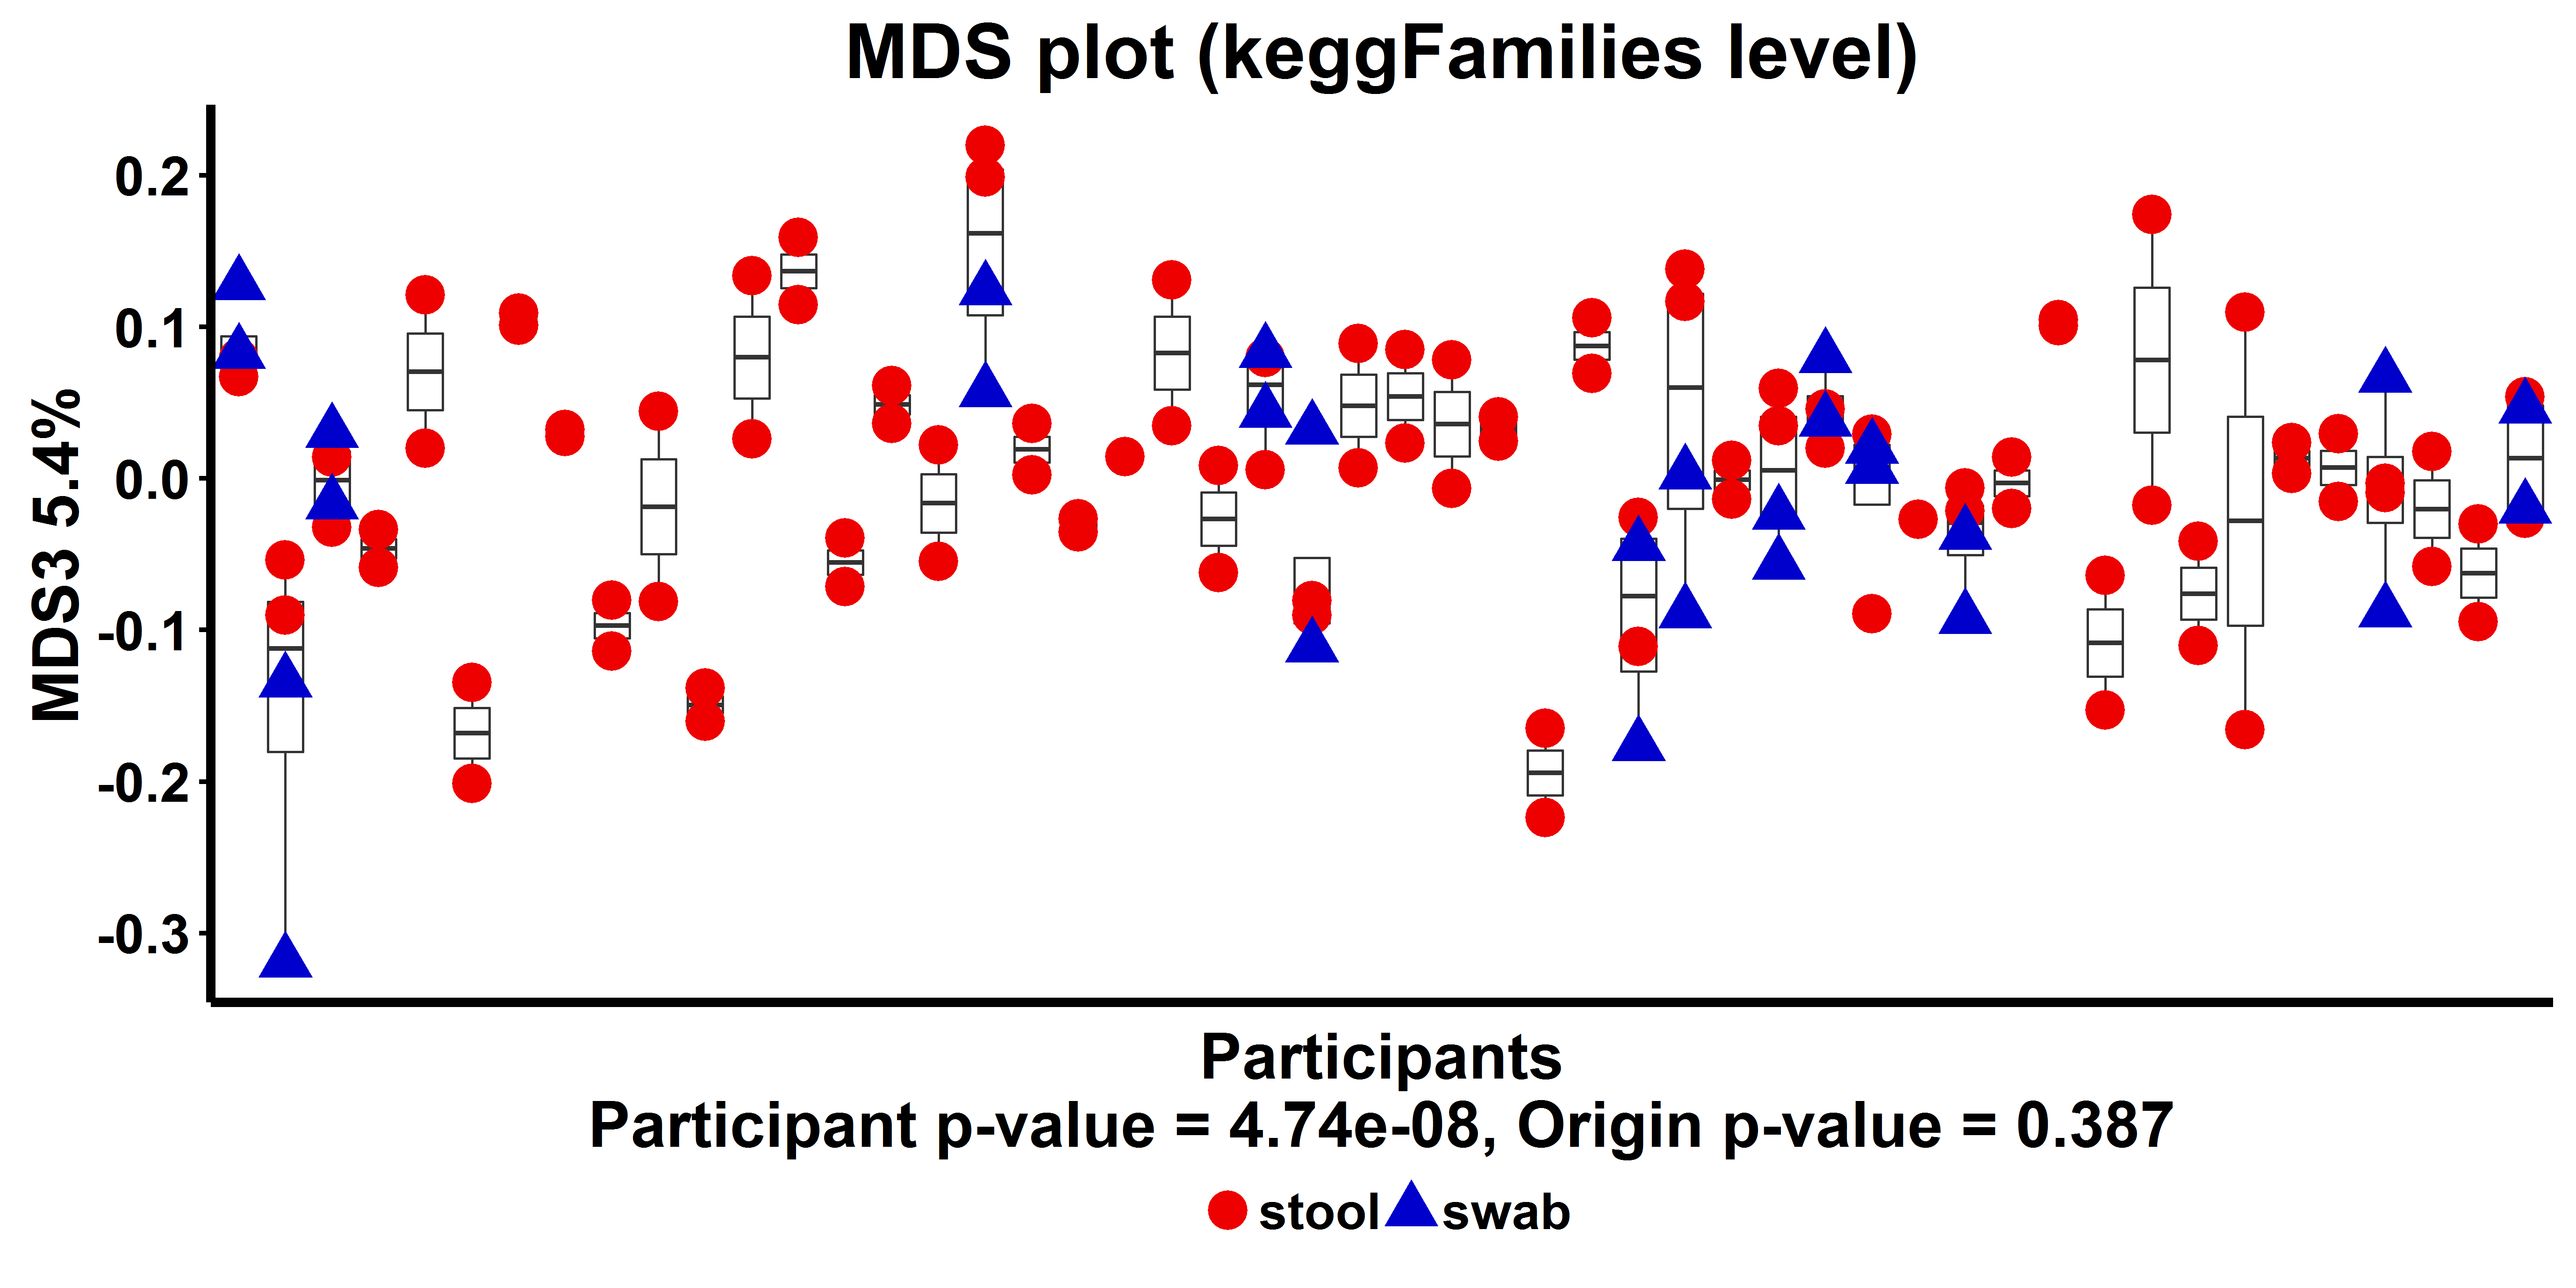 MDS plot (keggFamilies level)
MDS3 5.4%
0.2
0.1
0.0
-0.1
-0.2
-0.3
Participants
Participant p-value = 4.74e-08, Origin p-value = 0.387
stool swab